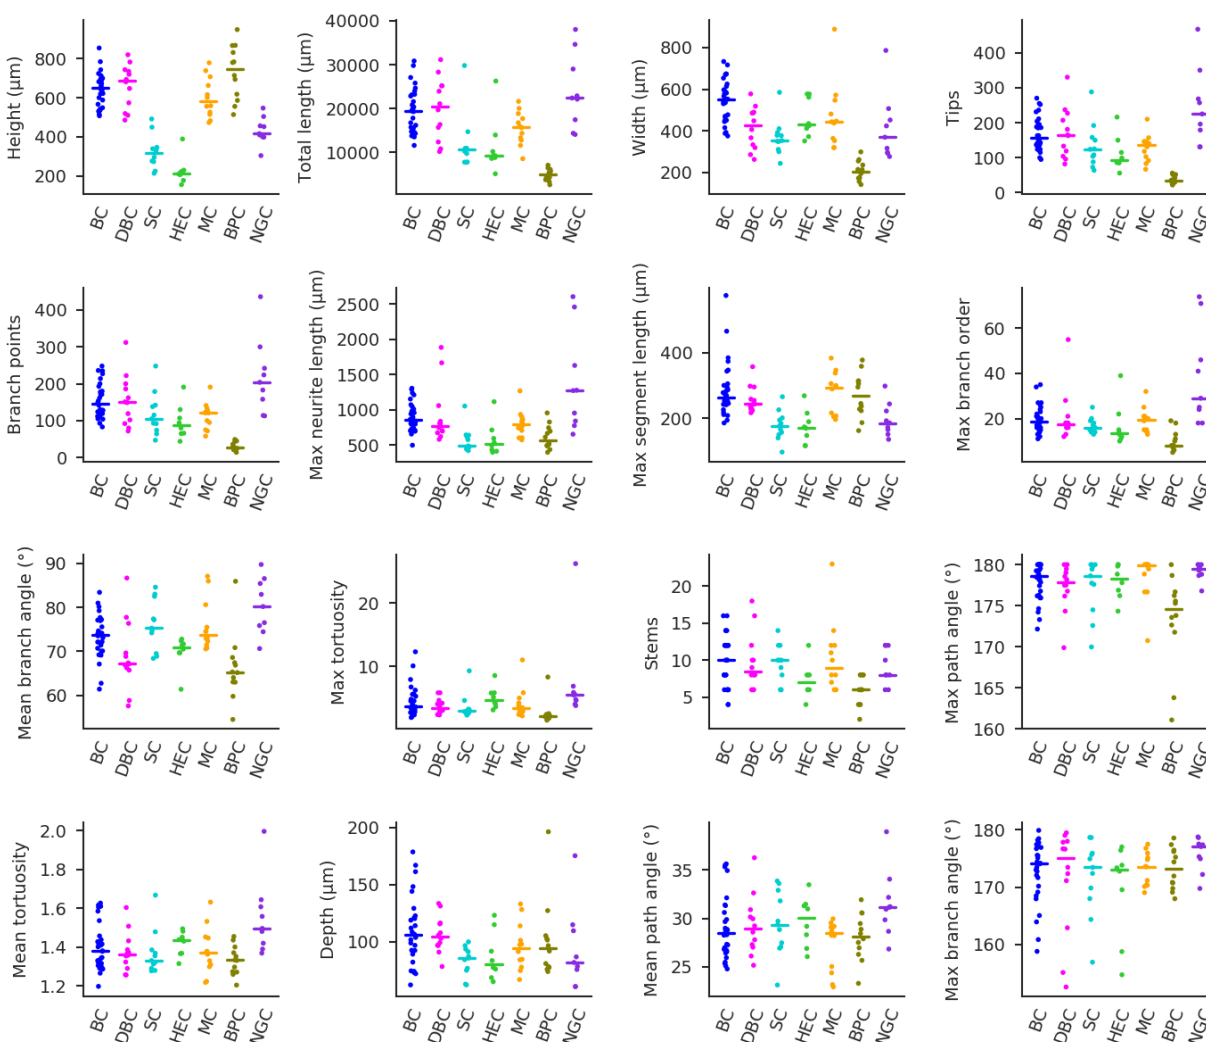 Height (μm)
800
600
400
200
BC DBC SC HEC MC BPC NGC
Total length (μm)
40000
30000
20000
10000
BC DBC SC HEC MC BPC NGC
Width (μm)
800
600
400
200
BC DBC SC HEC MC BPC NGC
Tips
400
300
200
100
0
BC DBC SC HEC MC BPC NGC
Branch points
400
300
200
100
0
BC DBC SC HEC MC BPC NGC
Max neurite length (μm)
2500
2000
1500
1000
500
BC DBC SC HEC MC BPC NGC
Max segment length (μm)
400
200
BC DBC SC HEC MC BPC NGC
Max branch order
60
40
20
BC DBC SC HEC MC BPC NGC
Mean branch angle (°)
90
80
70
60
BC DBC SC HEC MC BPC NGC
Max tortuosity
20
10
BC DBC SC HEC MC BPC NGC
Stems
20
15
10
5
BC DBC SC HEC MC BPC NGC
Max path angle (°)
180
175
170
165
160
BC DBC SC HEC MC BPC NGC
Mean tortuosity
2.0
1.8
1.6
1.4
1.2
BC DBC SC HEC MC BPC NGC
Depth (μm)
200
150
100
BC DBC SC HEC MC BPC NGC
Mean path angle (°)
35
30
25
BC DBC SC HEC MC BPC NGC
Max branch angle (°)
180
170
160
BC DBC SC HEC MC BPC NGC